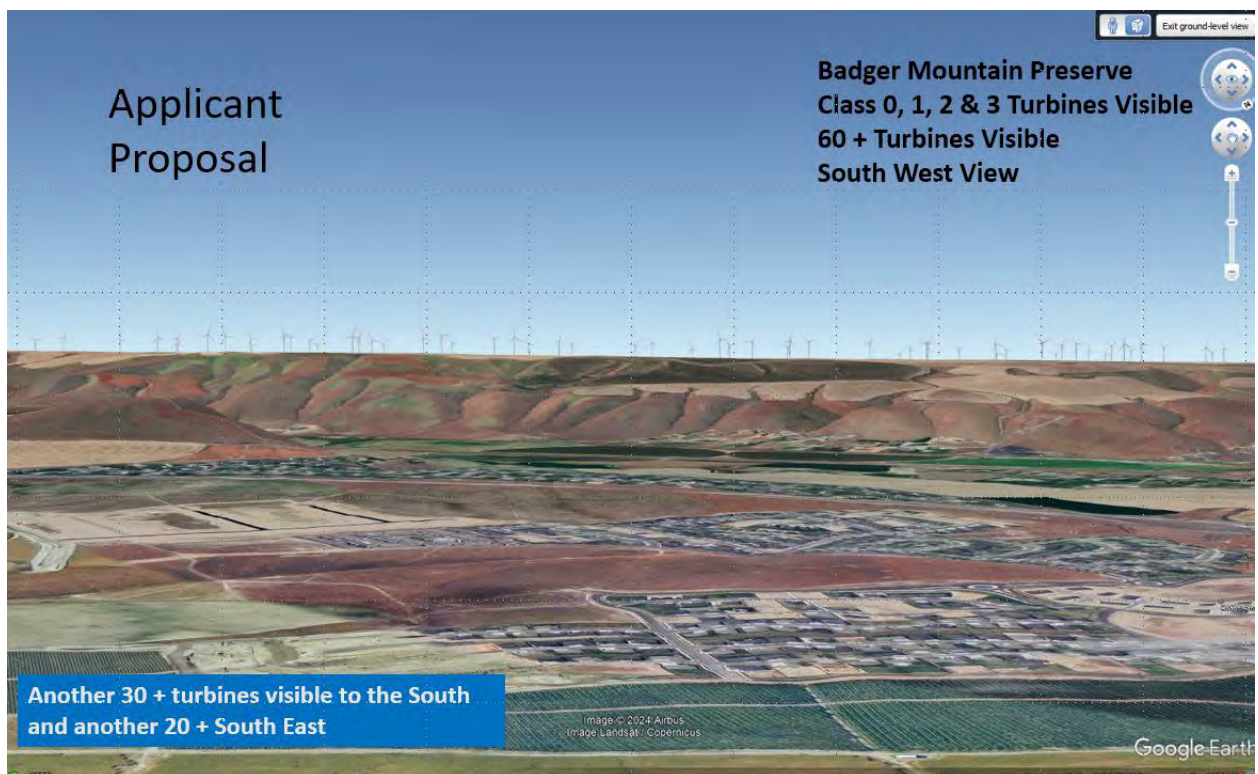 Exit ground-level view
Applicant
Proposal
Badger Mountain Preserve
Class 0, 1, 2 & 3 Turbines Visible
60 + Turbines Visible
South West View
Another 30 + turbines visible to the South
and another 20 + South East
Image © 2024 Airbus
Image Landsat / Copernicus
Google Earth